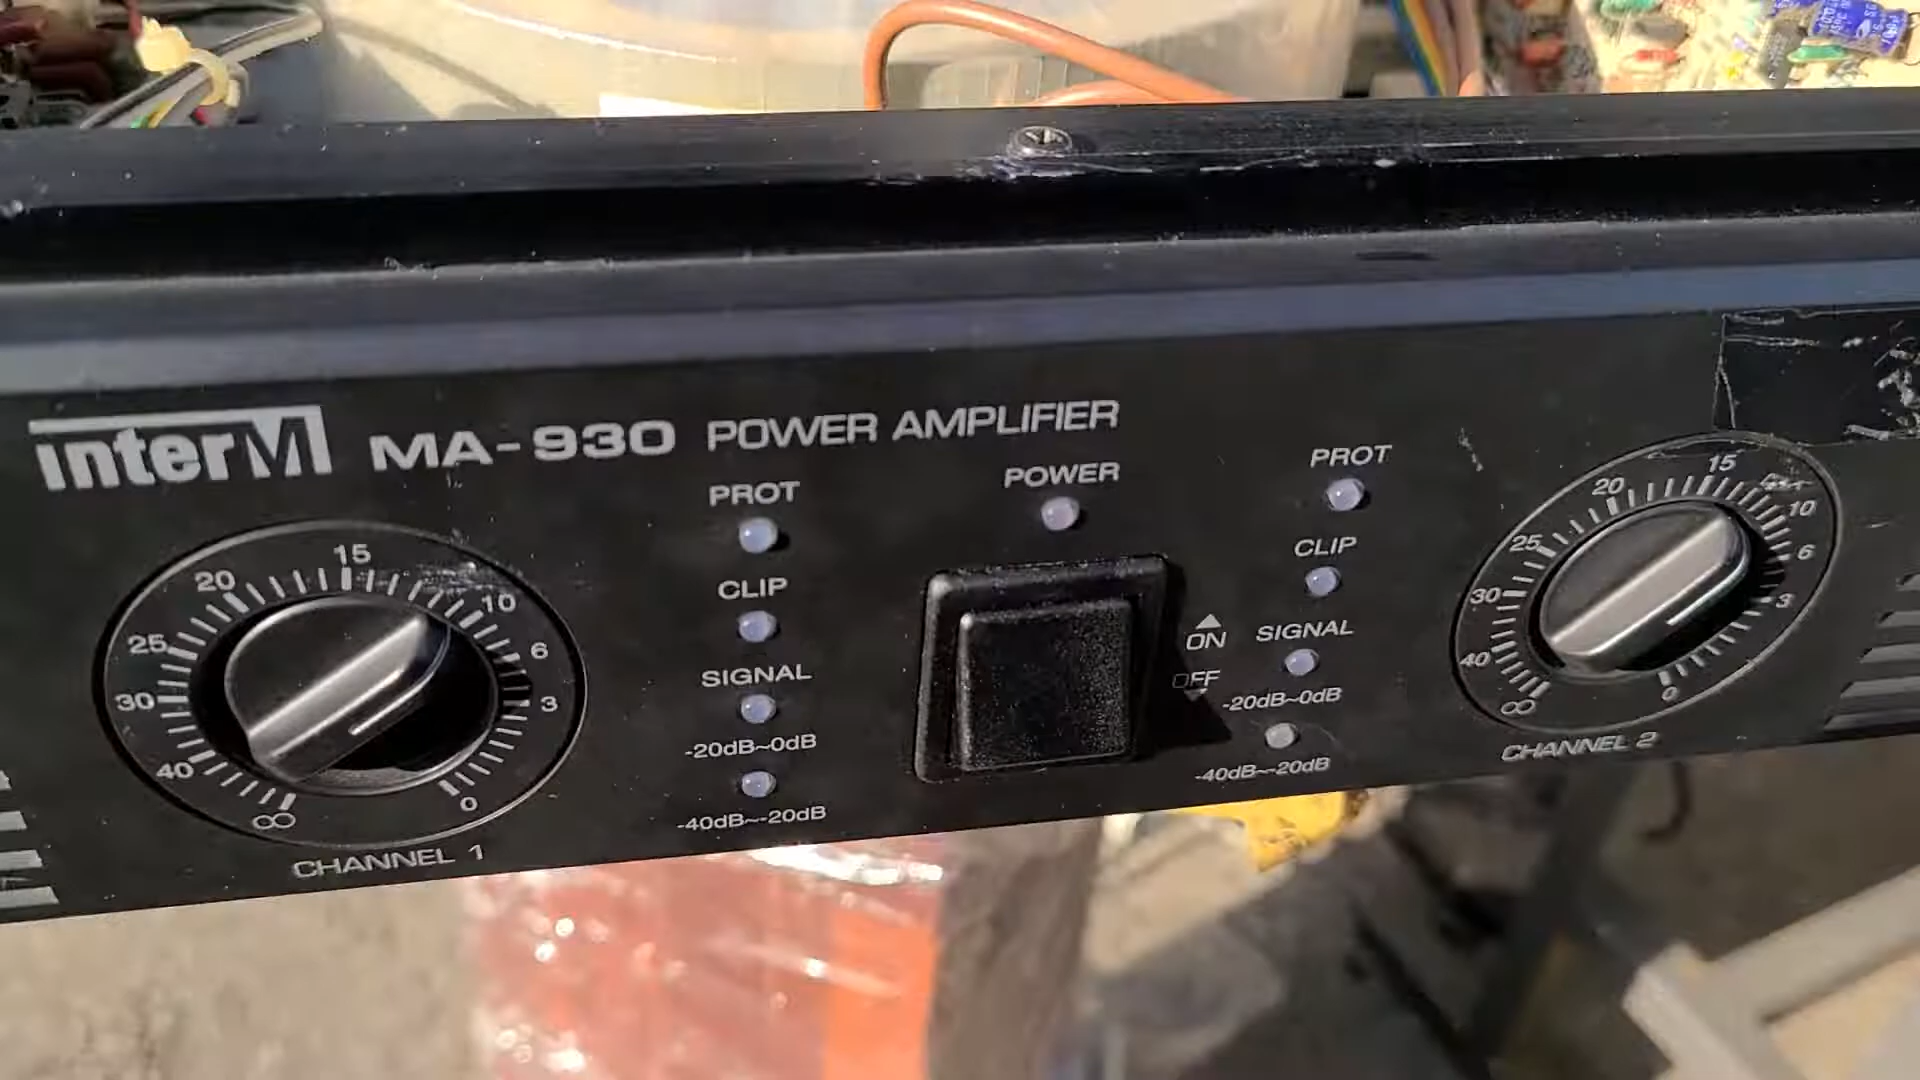 interM MA-930 POWER AMPLIFIER
PROT
POWER
PROT
CLIP
CLIP
SIGNAL
ON
SIGNAL
OFF
-20dB~0dB
-20dB~0dB
-40dB~-20dB
-40dB~-20dB
∞ 40 30 25 20 15 10 6 3 0
CHANNEL 1
∞ 40 30 25 20 15 10 6 3 0
CHANNEL 2